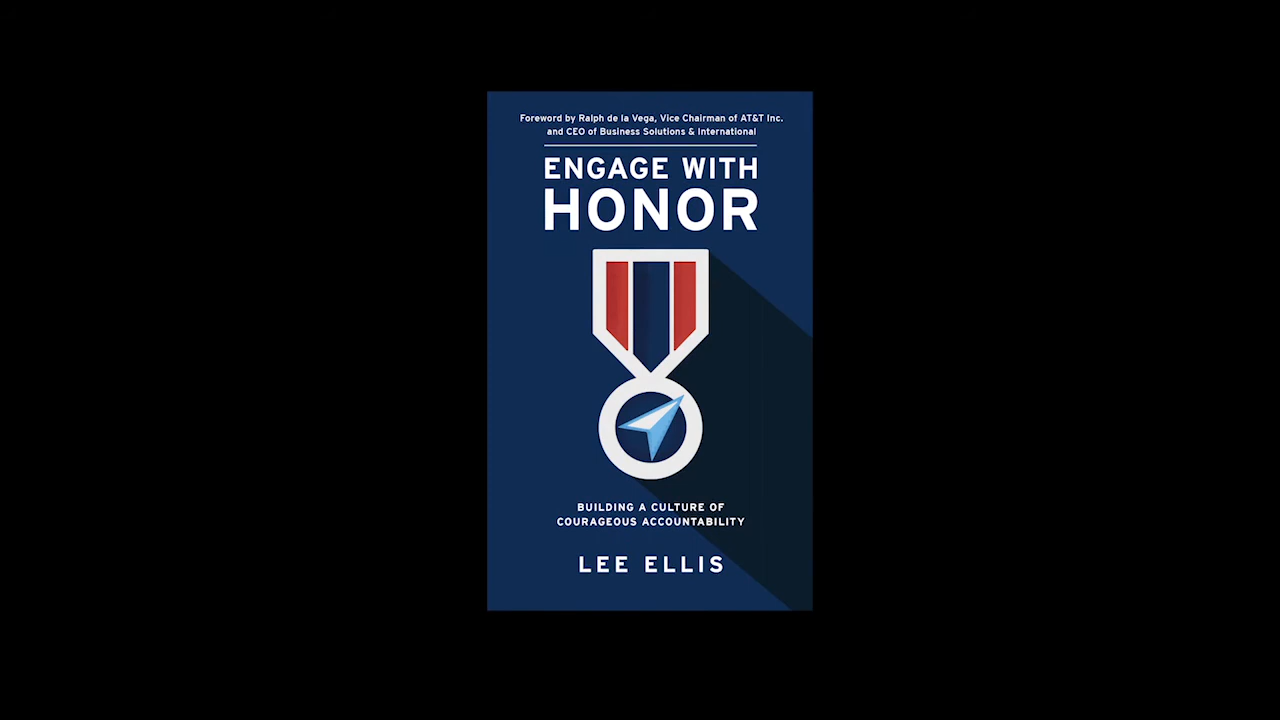 Foreword by Ralph de la Vega, Vice Chairman of AT&T Inc.
and CEO of Business Solutions & International
ENGAGE WITH
HONOR
BUILDING A CULTURE OF
COURAGEOUS ACCOUNTABILITY
LEE ELLIS